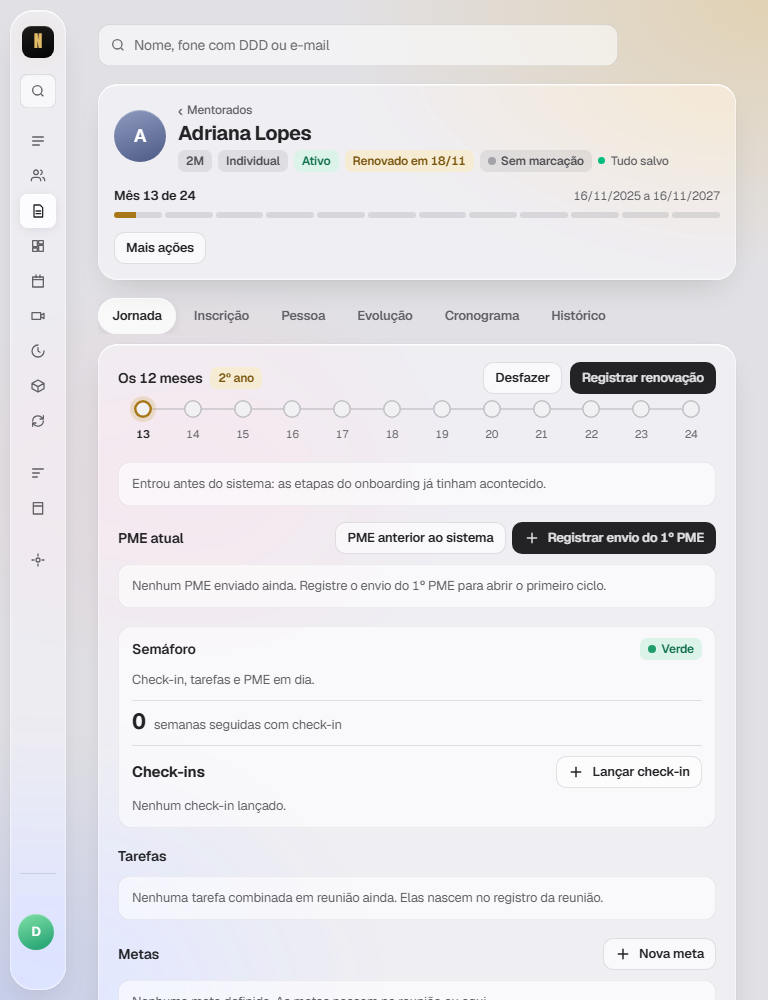 N
Nome, fone com DDD ou e-mail
‹ Mentorados
A
Adriana Lopes
2M Individual Ativo Renovado em 18/11 Sem marcação Tudo salvo
Mês 13 de 24 16/11/2025 a 16/11/2027
Mais ações
Jornada Inscrição Pessoa Evolução Cronograma Histórico
Os 12 meses 2º ano Desfazer Registrar renovação
13 14 15 16 17 18 19 20 21 22 23 24
Entrou antes do sistema: as etapas do onboarding já tinham acontecido.
PME atual PME anterior ao sistema + Registrar envio do 1º PME
Nenhum PME enviado ainda. Registre o envio do 1º PME para abrir o primeiro ciclo.
Semáforo Verde
Check-in, tarefas e PME em dia.
0 semanas seguidas com check-in
Check-ins + Lançar check-in
Nenhum check-in lançado.
Tarefas
Nenhuma tarefa combinada em reunião ainda. Elas nascem no registro da reunião.
D
Metas + Nova meta